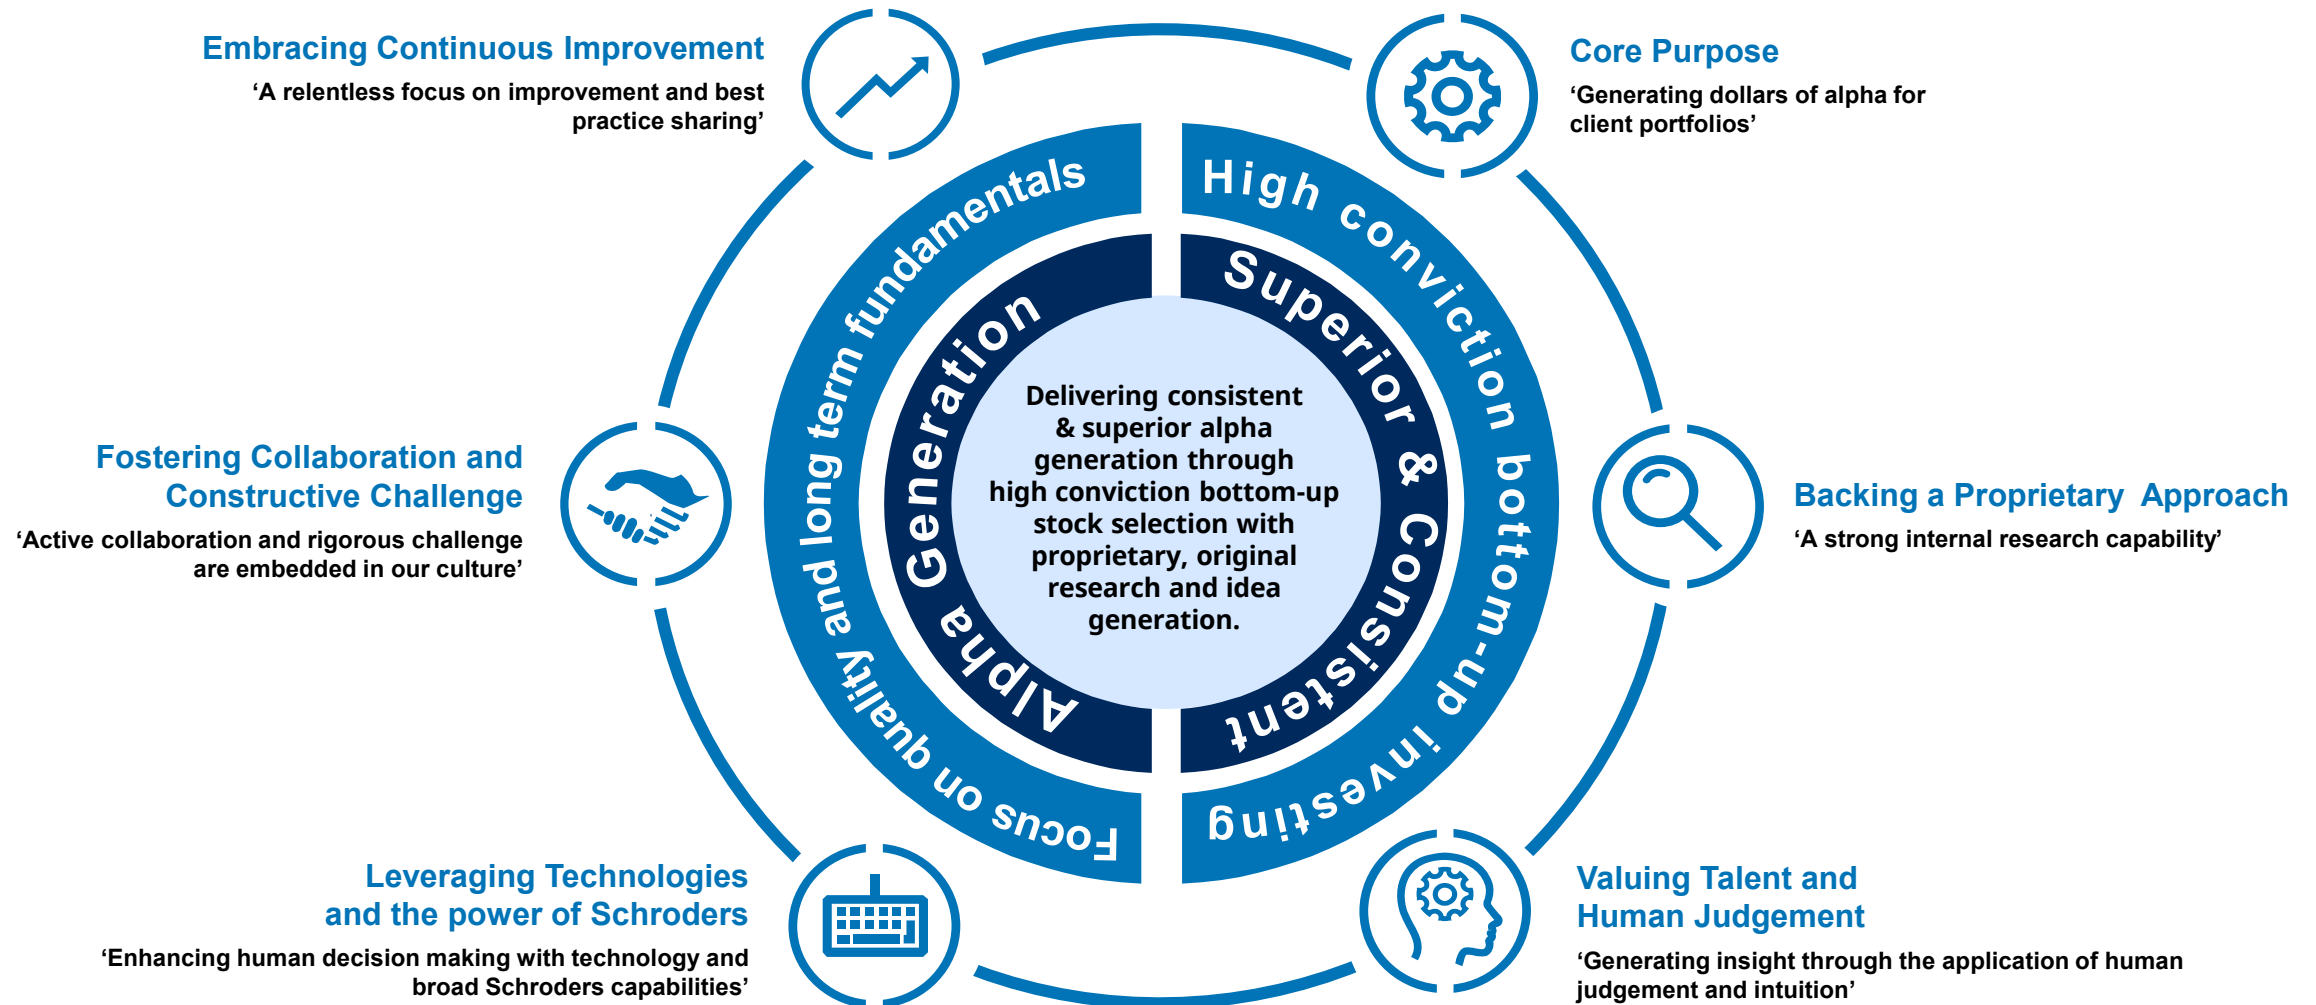 Embracing Continuous Improvement
‘A relentless focus on improvement and best
practice sharing’
Core Purpose
‘Generating dollars of alpha for
client portfolios’
Focus on quality and long term fundamentals
High conviction bottom-up investing
Alpha Generation
Superior & Consistent
Delivering consistent
& superior alpha
generation through
high conviction bottom-up
stock selection with
proprietary, original
research and idea
generation.
Fostering Collaboration and
Constructive Challenge
‘Active collaboration and rigorous challenge
are embedded in our culture’
Backing a Proprietary  Approach
‘A strong internal research capability’
Leveraging Technologies
and the power of Schroders
‘Enhancing human decision making with technology and
broad Schroders capabilities’
Valuing Talent and
Human Judgement
‘Generating insight through the application of human
judgement and intuition’